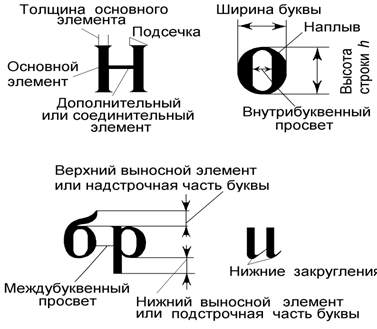 Толщина основного
элемента
Подсечка
Основной
элемент
н
Дополнительный
или соединительный
элемент
Ширина буквы
Наплыв
о
Высота
строки h
Внутрибуквенный
просвет
Верхний выносной элемент
или надстрочная часть буквы
бр
Междубуквенный
просвет
Нижний выносной элемент
или подстрочная часть буквы
и
Нижние закругления